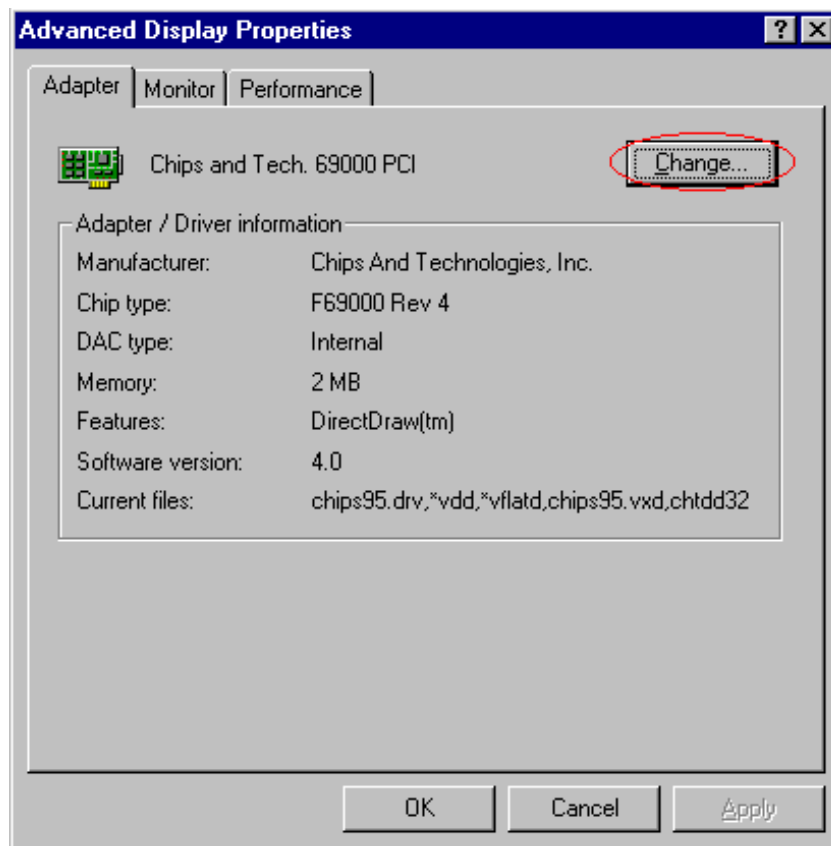 Advanced Display Properties
Adapter Monitor Performance
Chips and Tech. 69000 PCI Change...
Adapter / Driver information
Manufacturer: Chips And Technologies, Inc.
Chip type: F69000 Rev 4
DAC type: Internal
Memory: 2 MB
Features: DirectDraw(tm)
Software version: 4.0
Current files: chips95.drv,*vdd,*vflatd,chips95.vxd,chtdd32
OK Cancel Apply